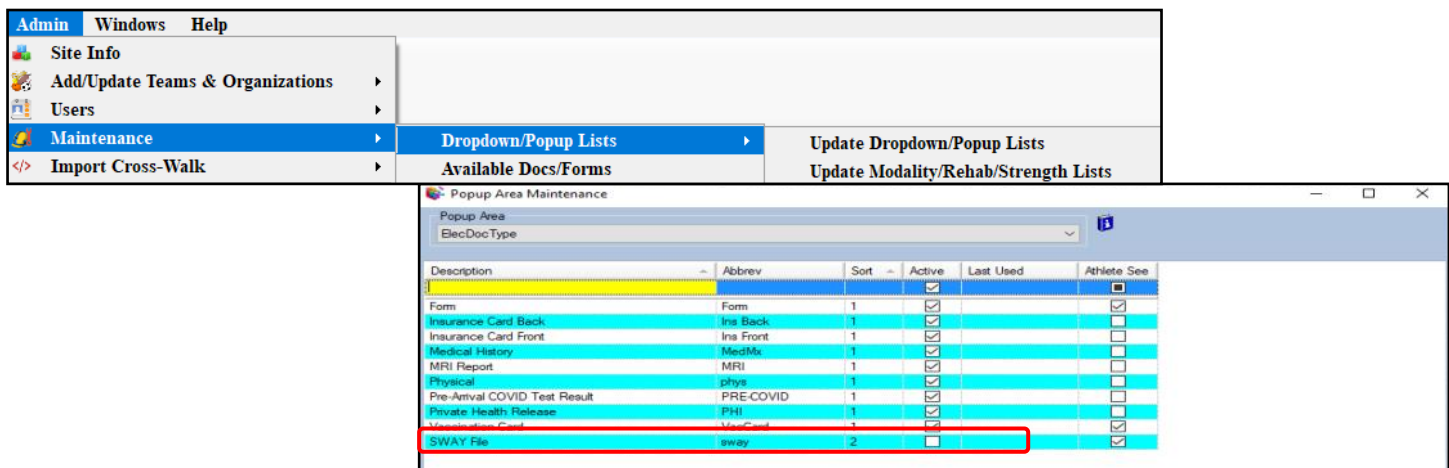 Admin Windows Help
Site Info
Add/Update Teams & Organizations
Users
Maintenance Dropdown/Popup Lists Update Dropdown/Popup Lists
</> Import Cross-Walk Available Docs/Forms Update Modality/Rehab/Strength Lists
Popup Area Maintenance
Popup Area
ElecDocType
Description Abbrev Sort Active Last Used Athlete See
Form Form 1
Insurance Card Back Ins Back 1
Insurance Card Front Ins Front 1
Medical History MedMx 1
MRI Report MRI 1
Physical phys 1
Pre-Arrival COVID Test Result PRE-COVID 1
Private Health Release PHI 1
Vaccination Card VacCard 1
SWAY File sway 2